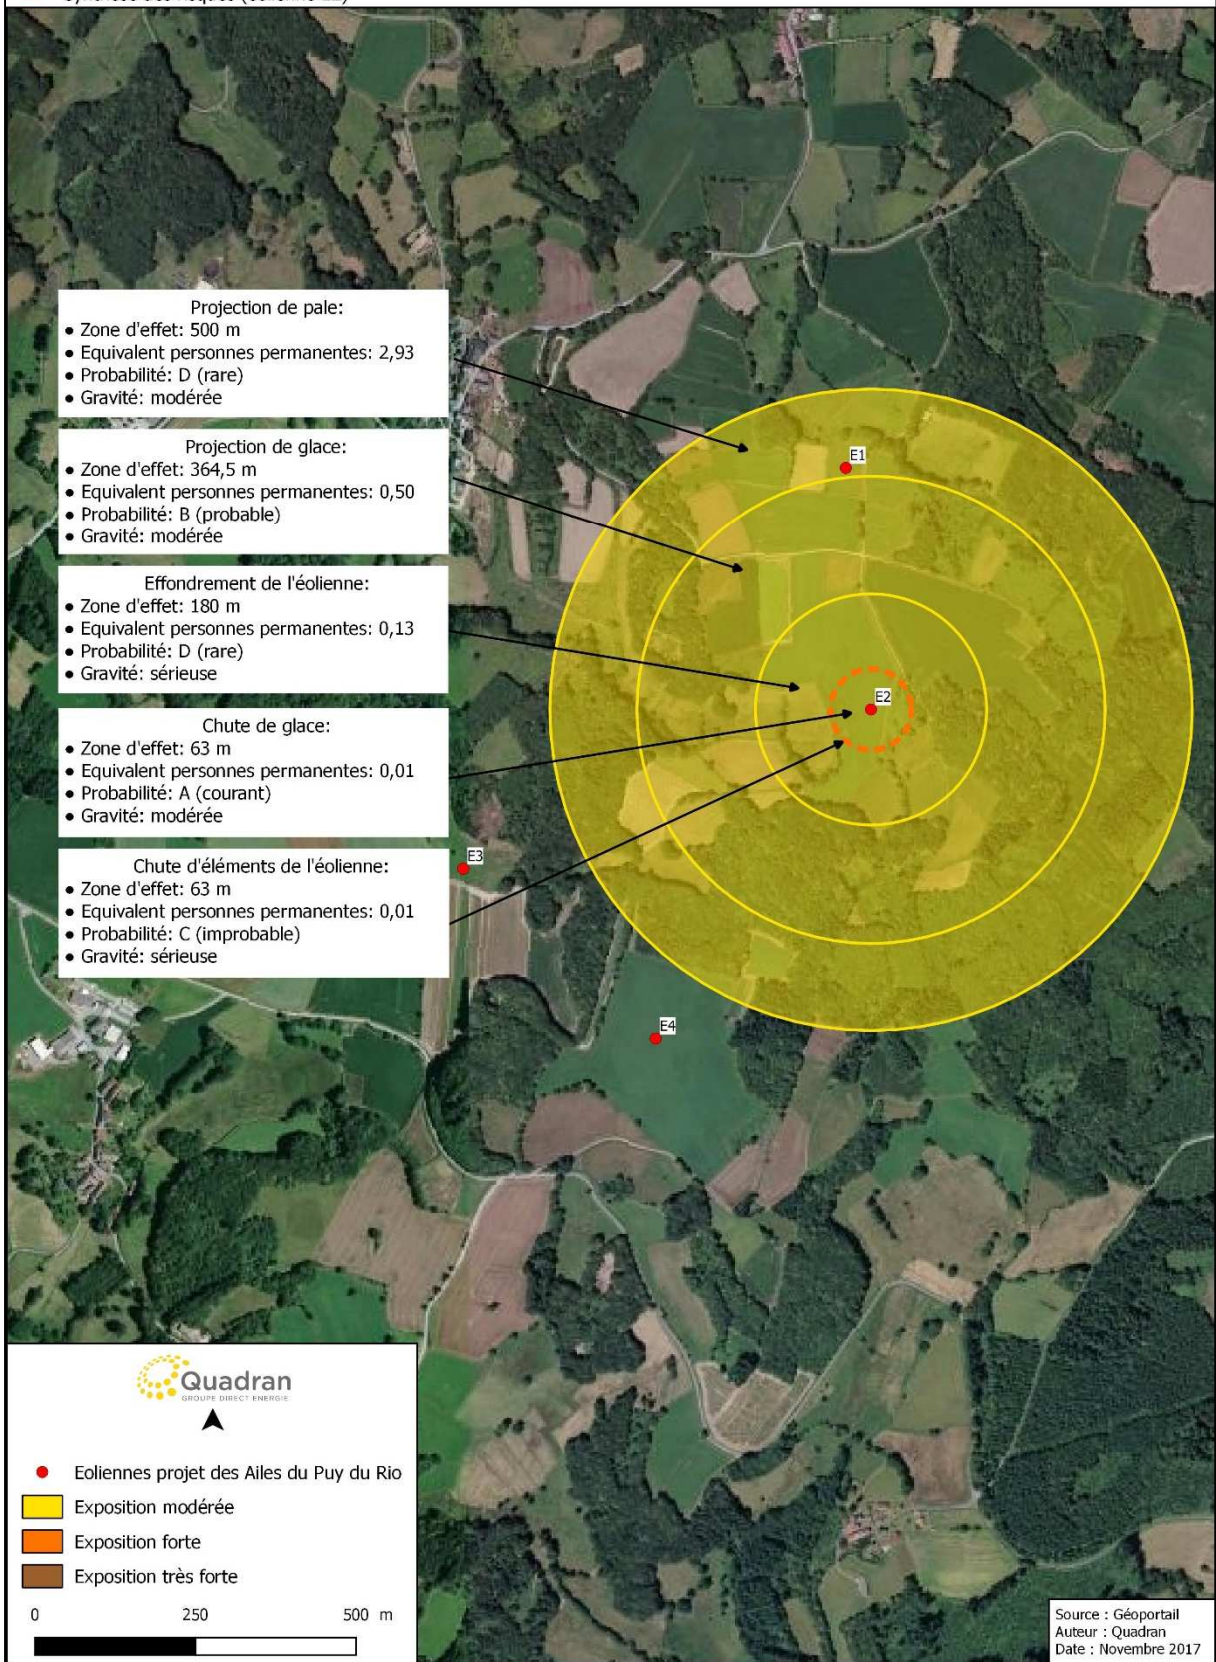 Synthèse des risques (éolienne E2)
Projection de pale:
• Zone d'effet: 500 m
• Equivalent personnes permanentes: 2,93
• Probabilité: D (rare)
• Gravité: modérée
Projection de glace:
• Zone d'effet: 364,5 m
• Equivalent personnes permanentes: 0,50
• Probabilité: B (probable)
• Gravité: modérée
Effondrement de l'éolienne:
• Zone d'effet: 180 m
• Equivalent personnes permanentes: 0,13
• Probabilité: D (rare)
• Gravité: sérieuse
Chute de glace:
• Zone d'effet: 63 m
• Equivalent personnes permanentes: 0,01
• Probabilité: A (courant)
• Gravité: modérée
Chute d'éléments de l'éolienne:
• Zone d'effet: 63 m
• Equivalent personnes permanentes: 0,01
• Probabilité: C (improbable)
• Gravité: sérieuse
E1
E2
E3
E4
Quadran
GROUPE DIRECT ENERGIE
Eoliennes projet des Ailes du Puy du Rio
Exposition modérée
Exposition forte
Exposition très forte
0 250 500 m
Source : Géoportail
Auteur : Quadran
Date : Novembre 2017